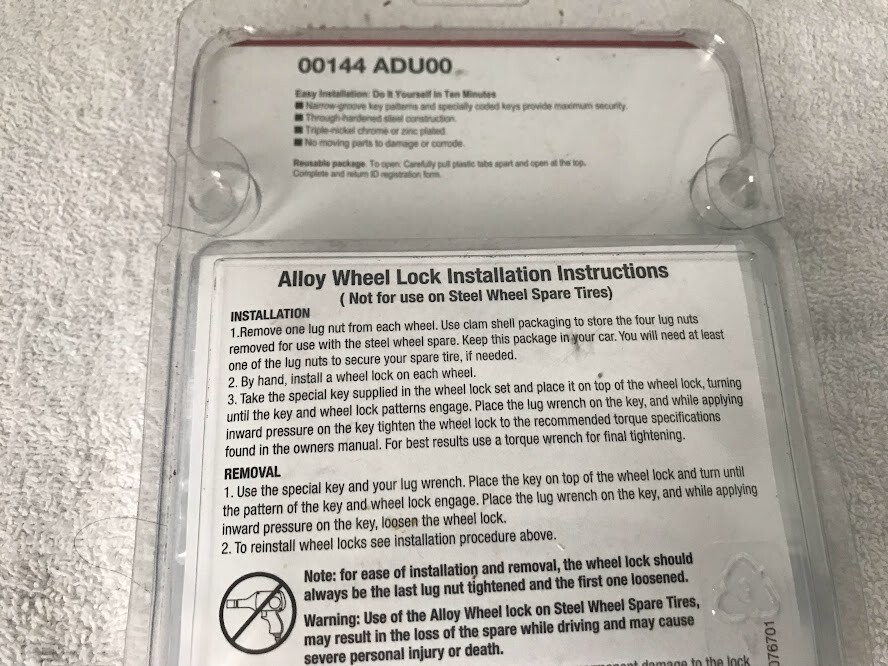 00144 ADU00
Easy Installation: Do It Yourself in Ten Minutes
Narrow-groove key patterns and specially coded keys provide maximum security.
Through-hardened steel construction.
Triple-nickel chrome or zinc plated.
No moving parts to damage or corrode.
Reusable package. To open: Carefully pull plastic tabs apart and open at the top.
Complete and return ID registration form.
Alloy Wheel Lock Installation Instructions
( Not for use on Steel Wheel Spare Tires)
INSTALLATION
1.Remove one lug nut from each wheel. Use clam shell packaging to store the four lug nuts
removed for use with the steel wheel spare. Keep this package in your car. You will need at least
one of the lug nuts to secure your spare tire, if needed.
2. By hand, install a wheel lock on each wheel.
3. Take the special key supplied in the wheel lock set and place it on top of the wheel lock, turning
until the key and wheel lock patterns engage. Place the lug wrench on the key, and while applying
inward pressure on the key tighten the wheel lock to the recommended torque specifications
found in the owners manual. For best results use a torque wrench for final tightening.
REMOVAL
1. Use the special key and your lug wrench. Place the key on top of the wheel lock and turn until
the pattern of the key and wheel lock engage. Place the lug wrench on the key, and while applying
inward pressure on the key, loosen the wheel lock.
2. To reinstall wheel locks see installation procedure above.
Note: for ease of installation and removal, the wheel lock should
always be the last lug nut tightened and the first one loosened.
Warning: Use of the Alloy Wheel lock on Steel Wheel Spare Tires,
may result in the loss of the spare while driving and may cause
severe personal injury or death.
damage to the lock
076701